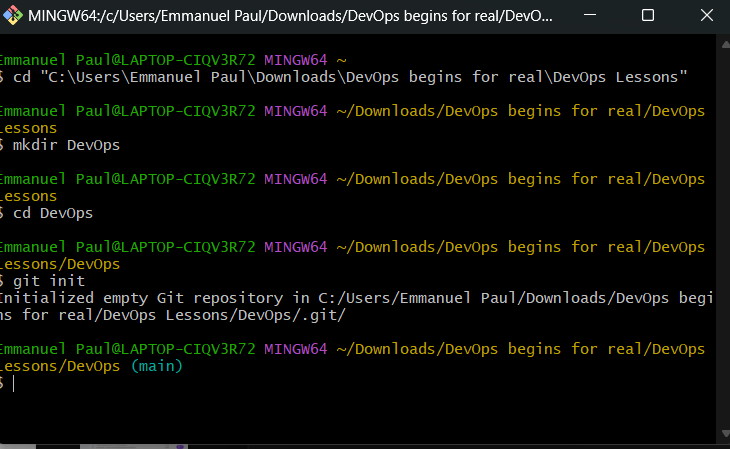 MINGW64:/c/Users/Emmanuel Paul/Downloads/DevOps begins for real/DevO...
Emmanuel Paul@LAPTOP-CIQV3R72 MINGW64 ~
$ cd "C:\Users\Emmanuel Paul\Downloads\DevOps begins for real\DevOps Lessons"
Emmanuel Paul@LAPTOP-CIQV3R72 MINGW64 ~/Downloads/DevOps begins for real/DevOps
Lessons
$ mkdir DevOps
Emmanuel Paul@LAPTOP-CIQV3R72 MINGW64 ~/Downloads/DevOps begins for real/DevOps
Lessons
$ cd DevOps
Emmanuel Paul@LAPTOP-CIQV3R72 MINGW64 ~/Downloads/DevOps begins for real/DevOps
Lessons/DevOps
$ git init
Initialized empty Git repository in C:/Users/Emmanuel Paul/Downloads/DevOps begi
ns for real/DevOps Lessons/DevOps/.git/
Emmanuel Paul@LAPTOP-CIQV3R72 MINGW64 ~/Downloads/DevOps begins for real/DevOps
Lessons/DevOps (main)
$